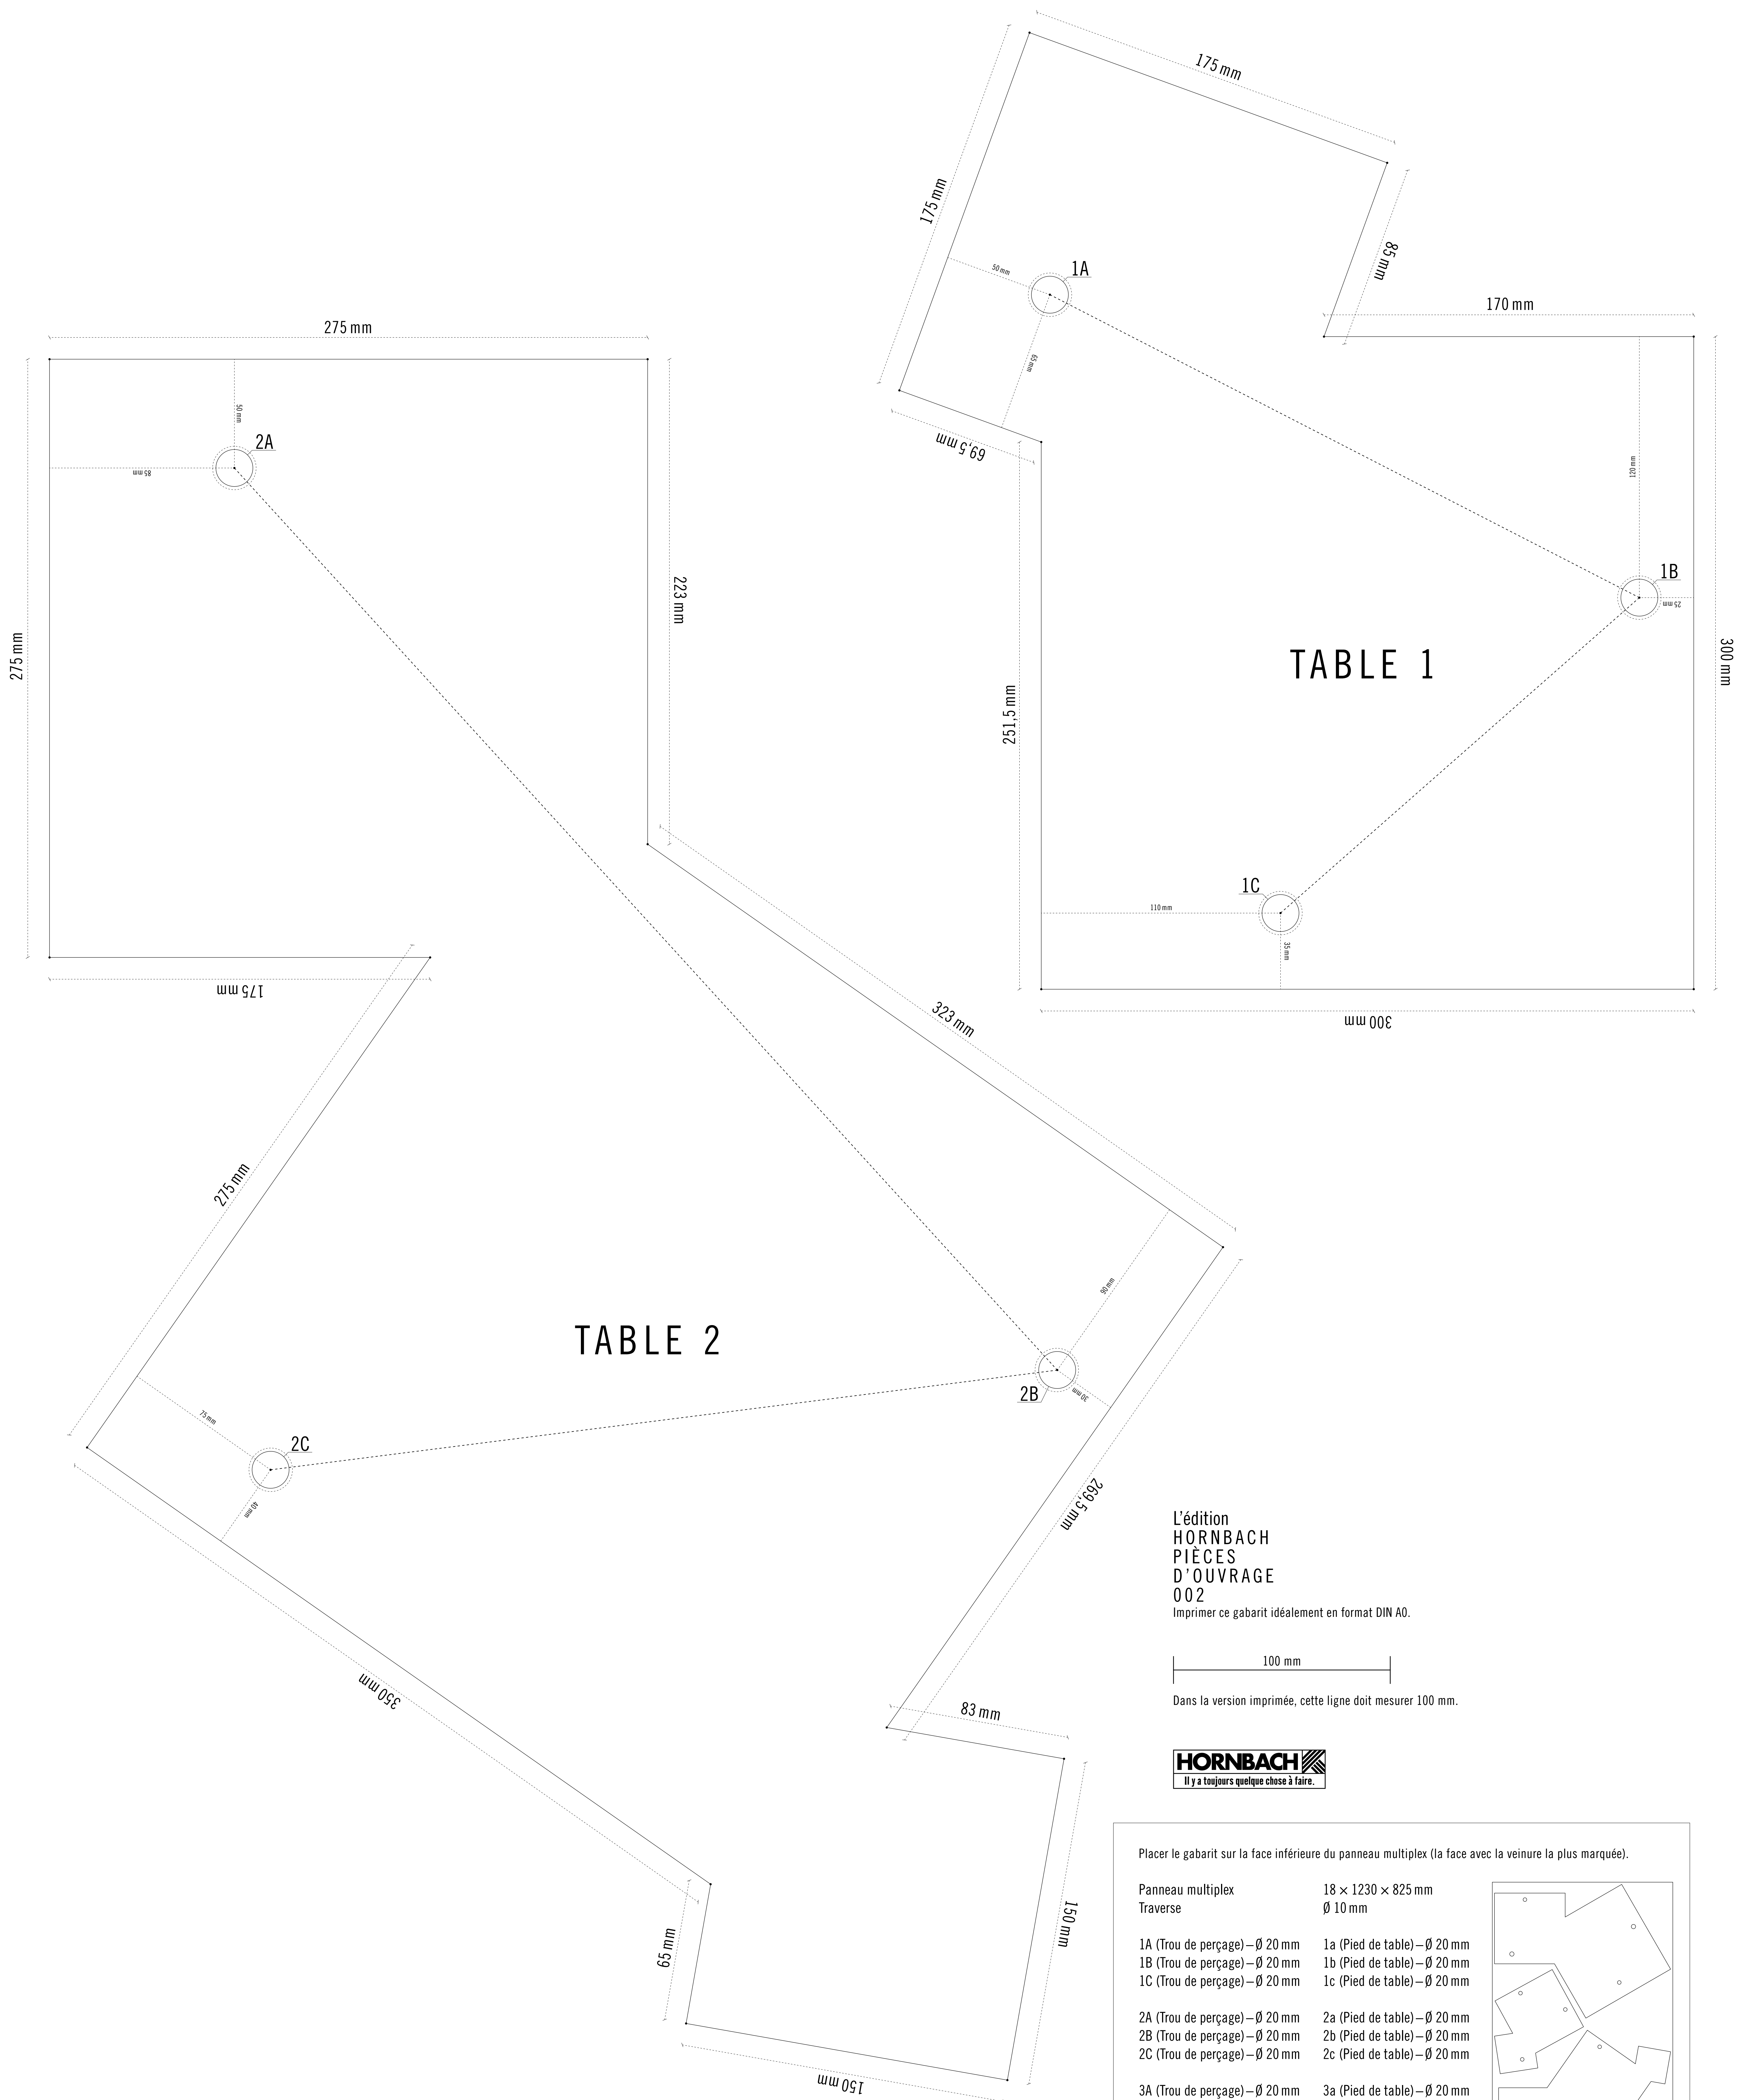 175 mm
175 mm
85 mm
50 mm
1A
65 mm
69,5 mm
170 mm
120 mm
1B
25 mm
300 mm
TABLE 1
251,5 mm
1C
110 mm
35 mm
300 mm
275 mm
50 mm
2A
85 mm
223 mm
275 mm
175 mm
323 mm
275 mm
90 mm
TABLE 2
2B
30 mm
75 mm
2C
40 mm
269,5 mm
350 mm
83 mm
150 mm
65 mm
150 mm
L'édition
HORNBACH
PIÈCES
D'OUVRAGE
002
Imprimer ce gabarit idéalement en format DIN A0.
100 mm
Dans la version imprimée, cette ligne doit mesurer 100 mm.
HORNBACH
Il y a toujours quelque chose à faire.
Placer le gabarit sur la face inférieure du panneau multiplex (la face avec la veinure la plus marquée).
Panneau multiplex 18 × 1230 × 825 mm
Traverse Ø 10 mm
1A (Trou de perçage) – Ø 20 mm 1a (Pied de table) – Ø 20 mm
1B (Trou de perçage) – Ø 20 mm 1b (Pied de table) – Ø 20 mm
1C (Trou de perçage) – Ø 20 mm 1c (Pied de table) – Ø 20 mm
2A (Trou de perçage) – Ø 20 mm 2a (Pied de table) – Ø 20 mm
2B (Trou de perçage) – Ø 20 mm 2b (Pied de table) – Ø 20 mm
2C (Trou de perçage) – Ø 20 mm 2c (Pied de table) – Ø 20 mm
3A (Trou de perçage) – Ø 20 mm 3a (Pied de table) – Ø 20 mm